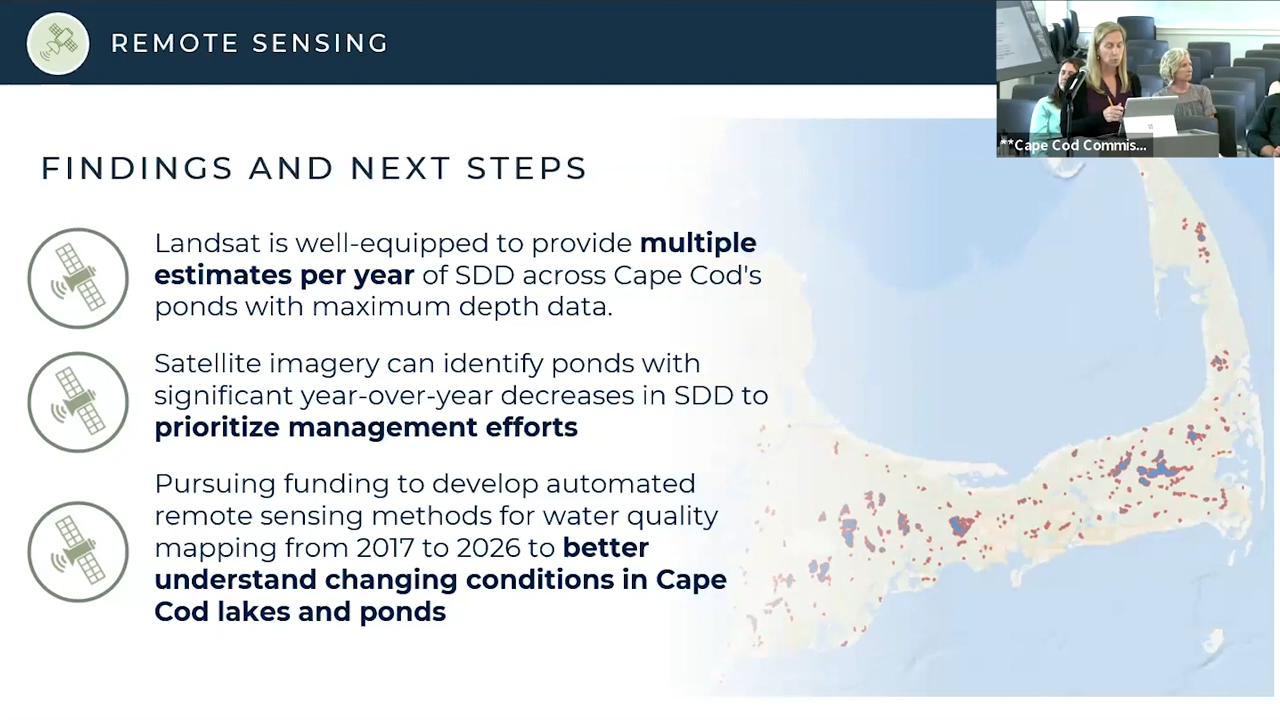 REMOTE SENSING
**Cape Cod Commis...
FINDINGS AND NEXT STEPS
Landsat is well-equipped to provide multiple
estimates per year of SDD across Cape Cod's
ponds with maximum depth data.
Satellite imagery can identify ponds with
significant year-over-year decreases in SDD to
prioritize management efforts
Pursuing funding to develop automated
remote sensing methods for water quality
mapping from 2017 to 2026 to better
understand changing conditions in Cape
Cod lakes and ponds